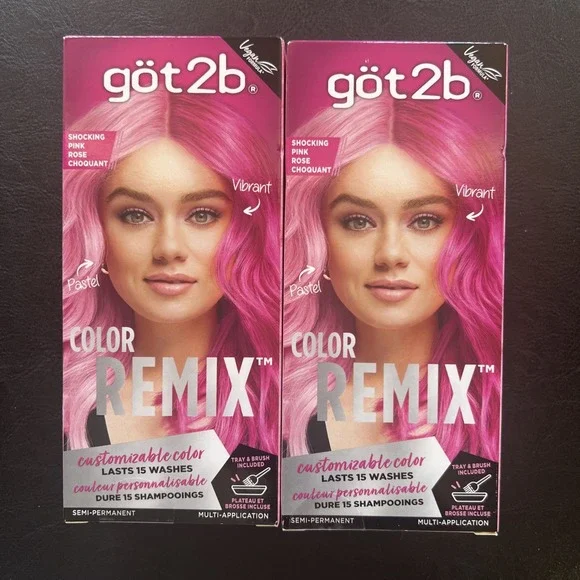 Vegan
FORMULA
göt2b®
SHOCKING
PINK
ROSE
CHOQUANT
Vibrant
Pastel
COLOR
REMIX™
customizable color
LASTS 15 WASHES
couleur personnalisable
DURE 15 SHAMPOOINGS
TRAY & BRUSH
INCLUDED
PLATEAU ET
BROSSE INCLUSE
SEMI-PERMANENT
MULTI-APPLICATION
Vegan
FORMULA
göt2b®
SHOCKING
PINK
ROSE
CHOQUANT
Vibrant
Pastel
COLOR
REMIX™
customizable color
LASTS 15 WASHES
couleur personnalisable
DURE 15 SHAMPOOINGS
TRAY & BRUSH
INCLUDED
PLATEAU ET
BROSSE INCLUSE
SEMI-PERMANENT
MULTI-APPLICATION